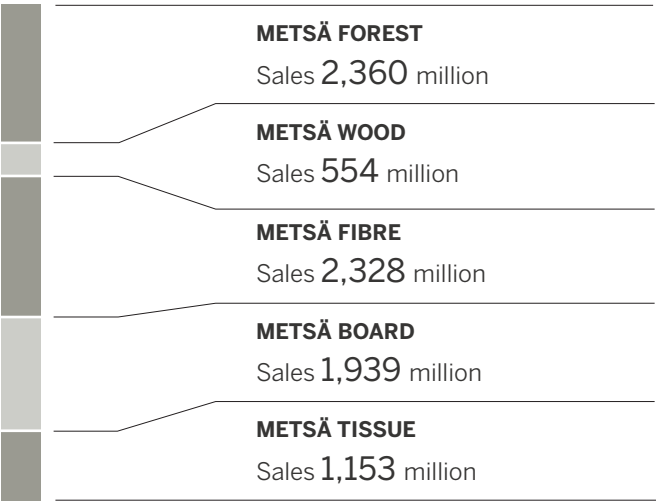 METSÄ FOREST
Sales 2,360 million
METSÄ WOOD
Sales 554 million
METSÄ FIBRE
Sales 2,328 million
METSÄ BOARD
Sales 1,939 million
METSÄ TISSUE
Sales 1,153 million